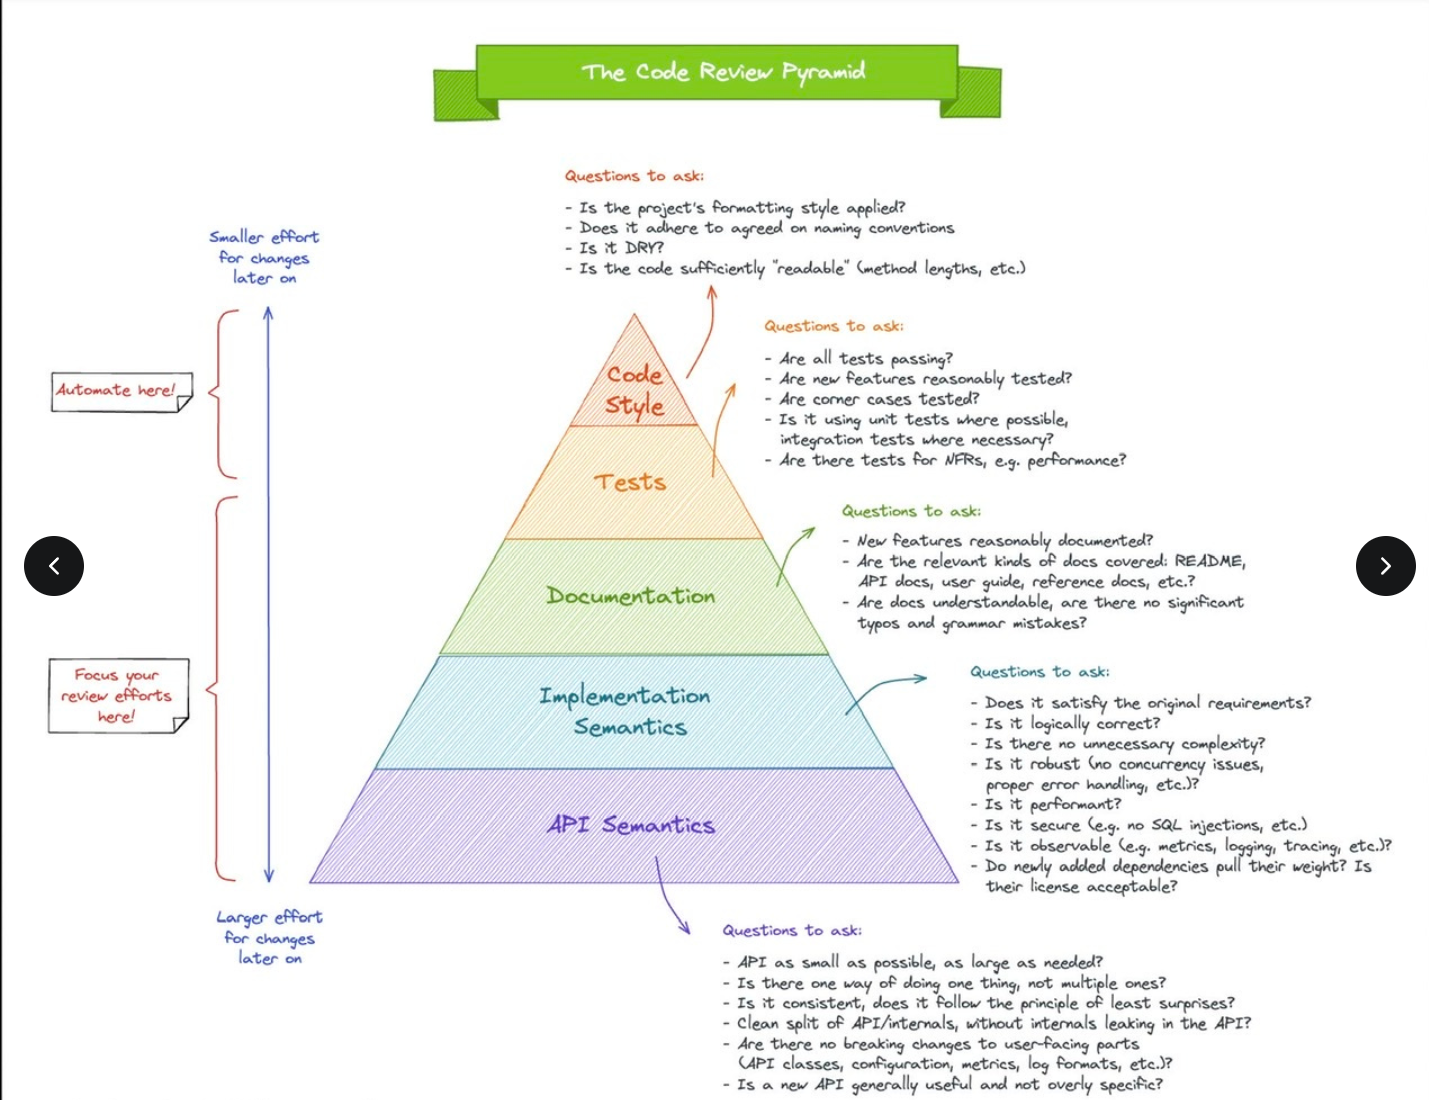 The Code Review Pyramid
Questions to ask:
- Is the project's formatting style applied?
- Does it adhere to agreed on naming conventions
- Is it DRY?
- Is the code sufficiently "readable" (method lengths, etc.)
Smaller effort
for changes
later on
Automate here!
Code
Style
Questions to ask:
- Are all tests passing?
- Are new features reasonably tested?
- Are corner cases tested?
- Is it using unit tests where possible,
integration tests where necessary?
- Are there tests for NFRs, e.g. performance?
Tests
Questions to ask:
- New features reasonably documented?
- Are the relevant kinds of docs covered: README,
API docs, user guide, reference docs, etc.?
- Are docs understandable, are there no significant
typos and grammar mistakes?
Documentation
Focus your
review efforts
here!
Implementation
Semantics
Questions to ask:
- Does it satisfy the original requirements?
- Is it logically correct?
- Is there no unnecessary complexity?
- Is it robust (no concurrency issues,
proper error handling, etc.)?
- Is it performant?
- Is it secure (e.g. no SQL injections, etc.)
- Is it observable (e.g. metrics, logging, tracing, etc.)?
- Do newly added dependencies pull their weight? Is
their license acceptable?
API Semantics
Larger effort
for changes
later on
Questions to ask:
- API as small as possible, as large as needed?
- Is there one way of doing one thing, not multiple ones?
- Is it consistent, does it follow the principle of least surprises?
- Clean split of API/internals, without internals leaking in the API?
- Are there no breaking changes to user-facing parts
(API classes, configuration, metrics, log formats, etc.)?
- Is a new API generally useful and not overly specific?